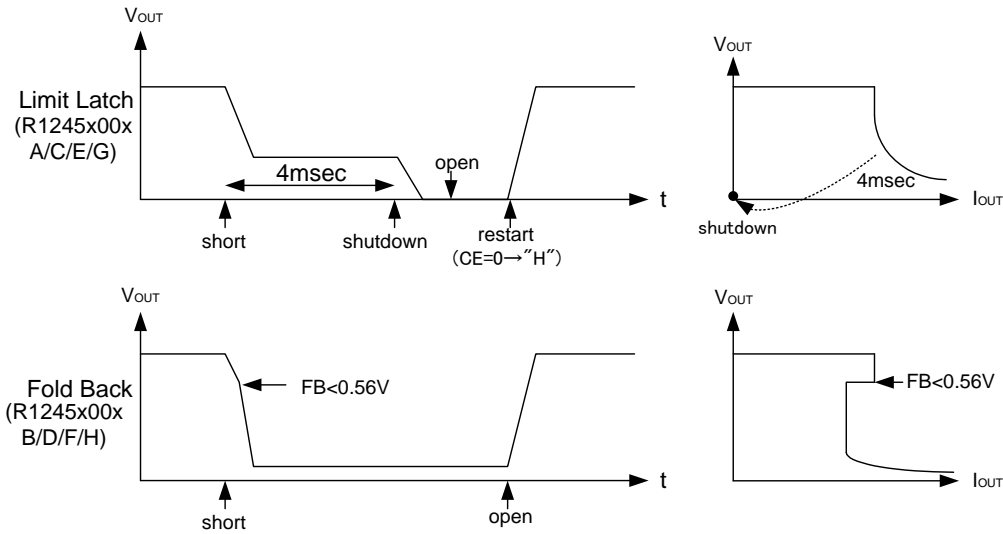 VOUT
Limit Latch
(R1245x00x
A/C/E/G)
4msec
open
t
short
shutdown
restart
(CE=0→"H")
VOUT
4msec
IOUT
shutdown
VOUT
Fold Back
(R1245x00x
B/D/F/H)
FB<0.56V
t
short
open
VOUT
FB<0.56V
IOUT